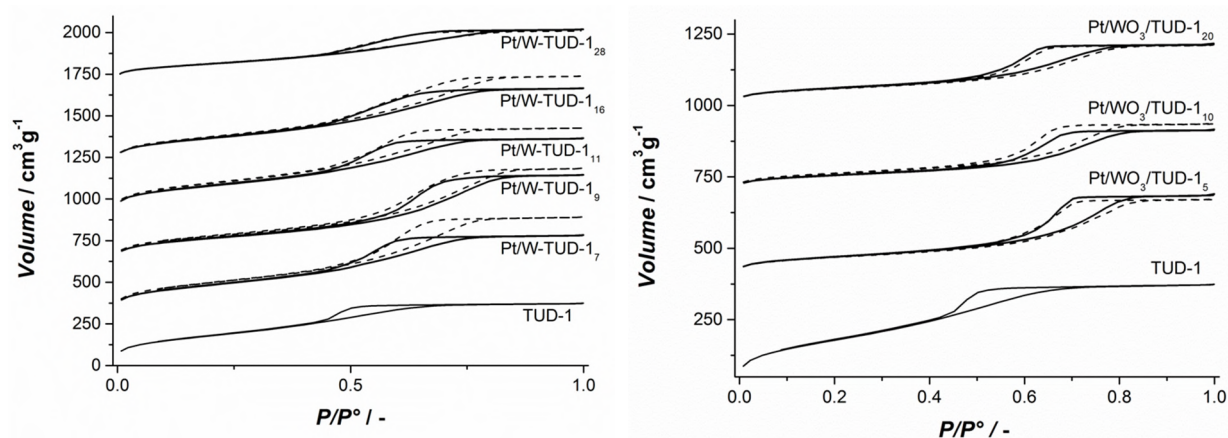 2000
1750
1500
1250
1000
750
500
250
0
Volume / cm³g⁻¹
Pt/W-TUD-1₂₈
Pt/W-TUD-1₁₆
Pt/W-TUD-1₁₁
Pt/W-TUD-1₉
Pt/W-TUD-1₇
TUD-1
0.0
0.5
1.0
P/P° / -
1250
1000
750
500
250
Volume / cm³g⁻¹
Pt/WO₃/TUD-1₂₀
Pt/WO₃/TUD-1₁₀
Pt/WO₃/TUD-1₅
TUD-1
0.0
0.2
0.4
0.6
0.8
1.0
P/P° / -